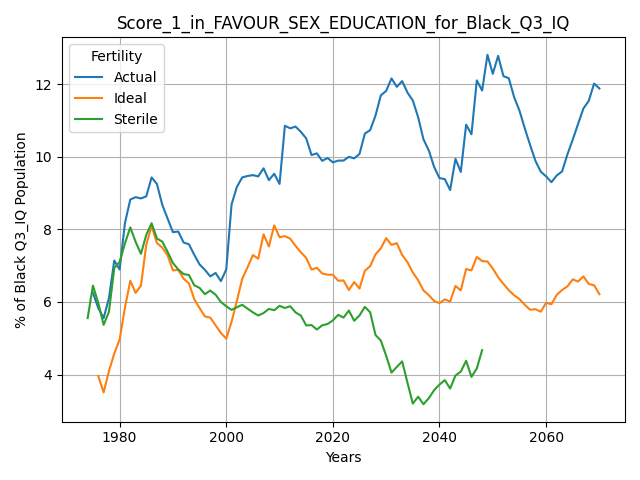 Score_1_in_FAVOUR_SEX_EDUCATION_for_Black_Q3_IQ
Fertility
Actual
Ideal
Sterile
% of Black Q3_IQ Population
12
10
8
6
4
1980 2000 2020 2040 2060
Years